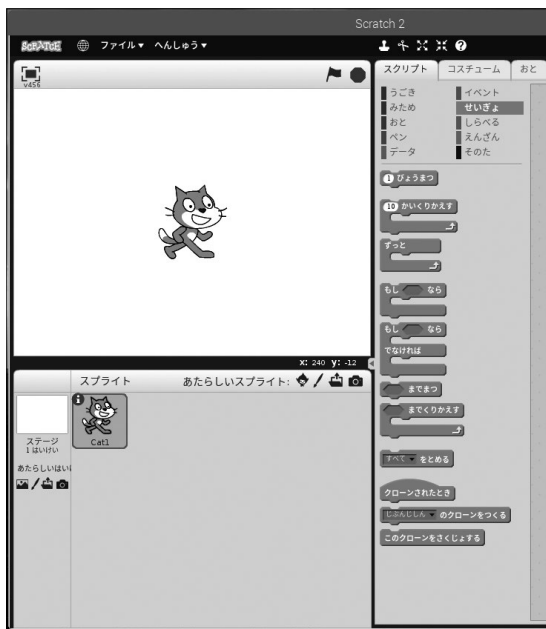 Scratch 2
SCRATCH ファイル▼ へんしゅう▼
v456
スクリプト コスチューム おと
うごき イベント
みため せいぎょ
おと しらべる
ペン えんざん
データ そのた
1 びょうまつ
10 かいくりかえす
ずっと
もし なら
もし なら
でなければ
までまつ
までくりかえす
すべて▼ をとめる
クローンされたとき
じぶんじしん▼ のクローンをつくる
このクローンをさくじょする
x: 240 y: -12
スプライト あたらしいスプライト:
ステージ
1 はいけい
あたらしいはい
Cat1